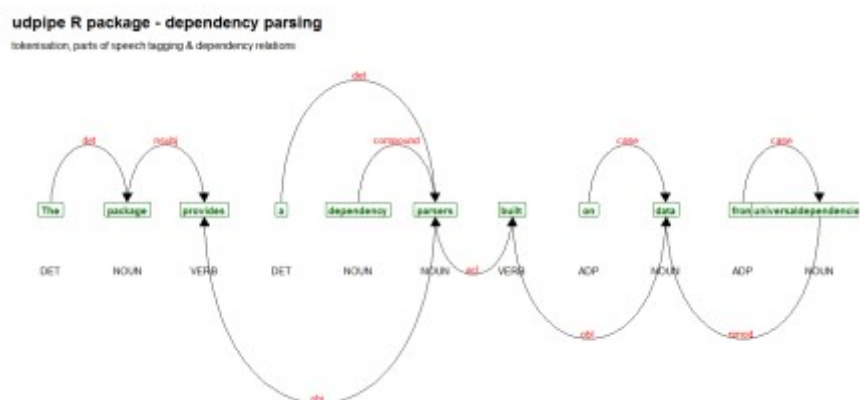 udpipe R package - dependency parsing
tokenisation, parts of speech tagging & dependency relations
det
det nsubj compound case case
The package provides a dependency parsers built on data from universaldependencie
DET NOUN VERB DET NOUN NOUN VERB ADP NOUN ADP NOUN
acl
obl nmod
obj